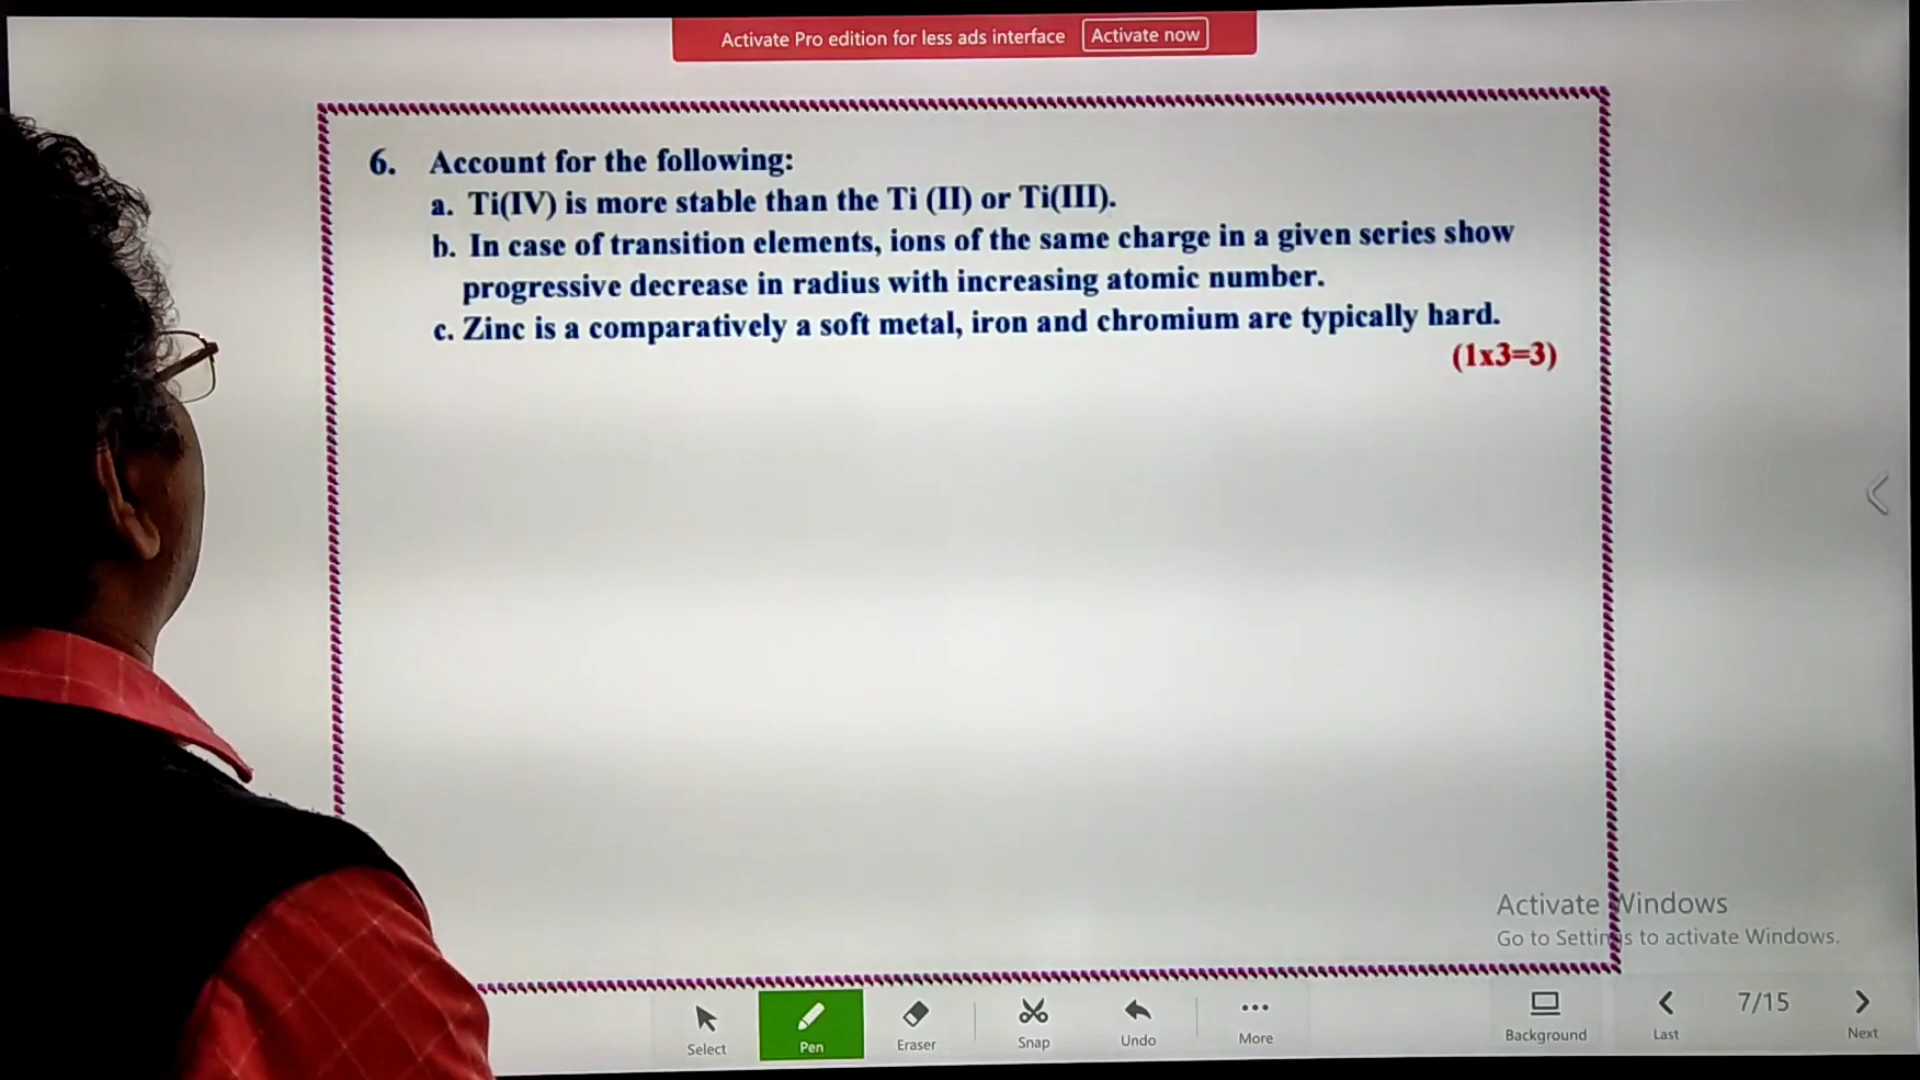 Activate Pro edition for less ads interface Activate now
6. Account for the following:
a. Ti(IV) is more stable than the Ti (II) or Ti(III).
b. In case of transition elements, ions of the same charge in a given series show
progressive decrease in radius with increasing atomic number.
c. Zinc is a comparatively a soft metal, iron and chromium are typically hard.
(1x3=3)
Activate Windows
Go to Settings to activate Windows.
Select Pen Eraser Snap Undo More Background Last 7/15 Next